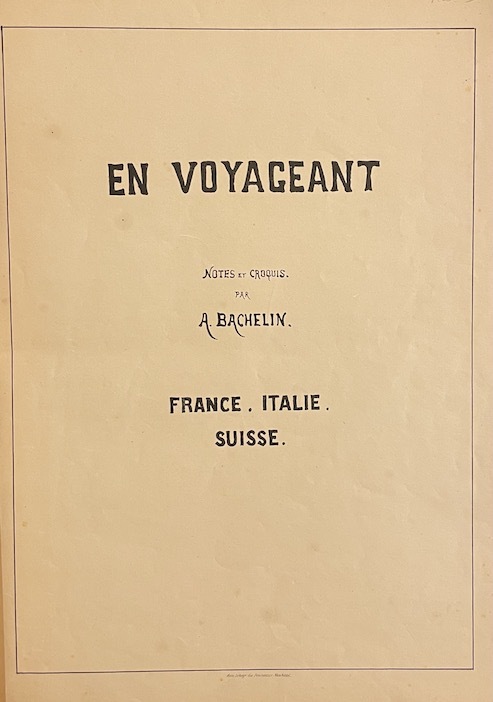 EN VOYAGEANT
NOTES ET CROQUIS.
PAR
A. BACHELIN.
FRANCE. ITALIE.
SUISSE.